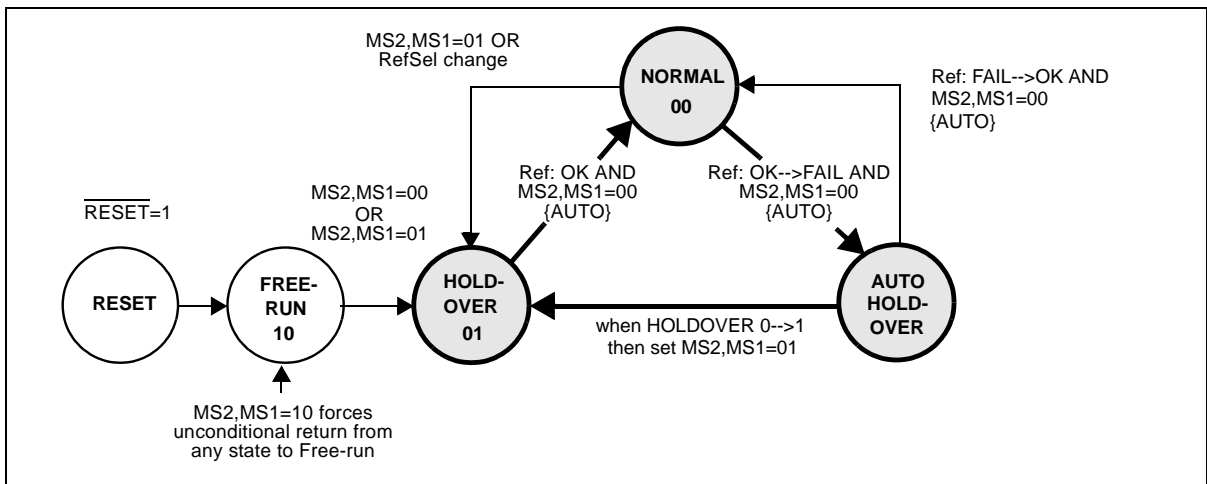 MS2,MS1=01 OR
RefSel change
NORMAL
00
Ref: FAIL-->OK AND
MS2,MS1=00
{AUTO}
Ref: OK AND
MS2,MS1=00
{AUTO}
Ref: OK-->FAIL AND
MS2,MS1=00
{AUTO}
RESET=1
MS2,MS1=00
OR
MS2,MS1=01
RESET
FREE-
RUN
10
HOLD-
OVER
01
AUTO
HOLD-
OVER
when HOLDOVER 0-->1
then set MS2,MS1=01
MS2,MS1=10 forces
unconditional return from
any state to Free-run